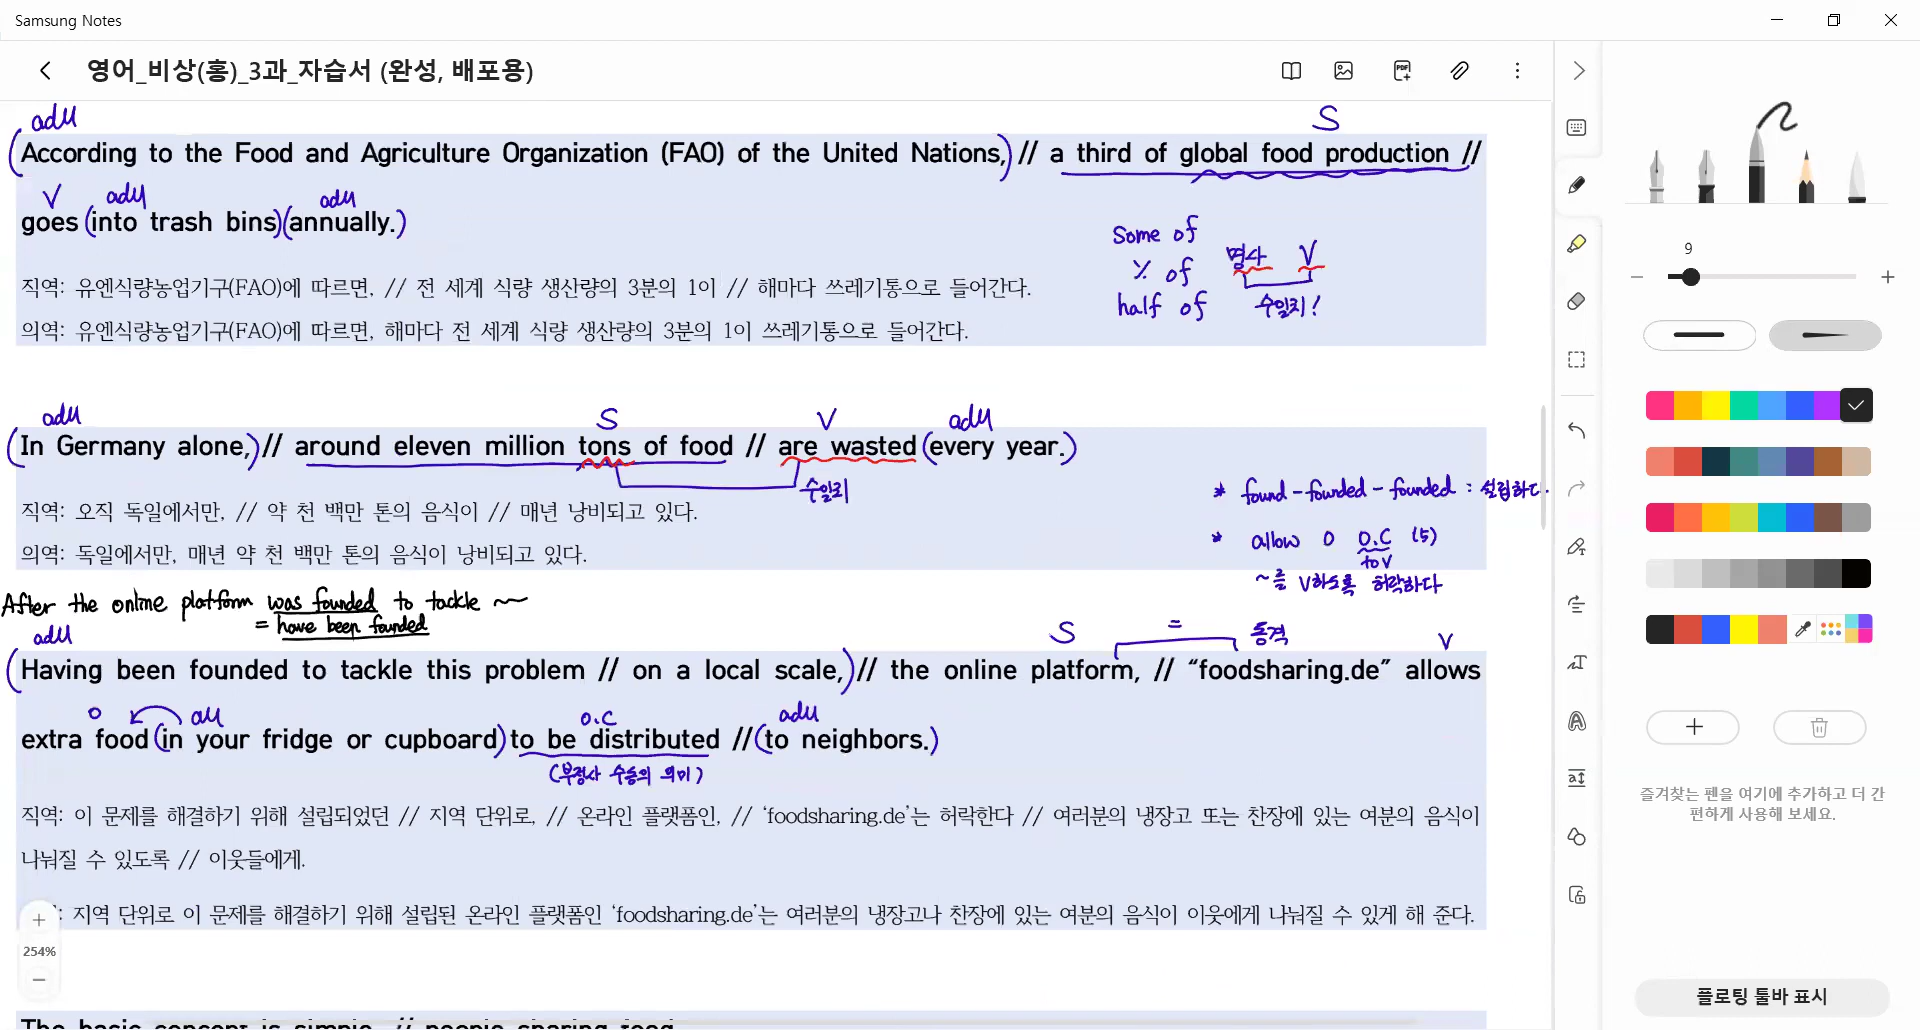 Samsung Notes
영어_비상(홍)_3과_자습서 (완성, 배포용)
PDF
adV
S
(According to the Food and Agriculture Organization (FAO) of the United Nations,) // a third of global food production //
V adV adV
goes (into trash bins) (annually.)
Some of
% of 명사 V
half of 수일치!
직역: 유엔식량농업기구(FAO)에 따르면, // 전 세계 식량 생산량의 3분의 1이 // 해마다 쓰레기통으로 들어간다.
의역: 유엔식량농업기구(FAO)에 따르면, 해마다 전 세계 식량 생산량의 3분의 1이 쓰레기통으로 들어간다.
adV S V adV
(In Germany alone,) // around eleven million tons of food // are wasted (every year.)
수일치
* found-founded-founded : 설립하다.
직역: 오직 독일에서만, // 약 천 백만 톤의 음식이 // 매년 낭비되고 있다.
* allow O O.C (5)
to V
의역: 독일에서만, 매년 약 천 백만 톤의 음식이 낭비되고 있다.
~를 V하도록 허락하다
After the online platform was founded to tackle ~
= have been founded
adV S = 동격 V
(Having been founded to tackle this problem // on a local scale,) // the online platform, // “foodsharing.de” allows
O O.C adV
extra food (in your fridge or cupboard) to be distributed // (to neighbors.)
(부정사 수동의 의미)
직역: 이 문제를 해결하기 위해 설립되었던 // 지역 단위로, // 온라인 플랫폼인, // ‘foodsharing.de’는 허락한다 // 여러분의 냉장고 또는 찬장에 있는 여분의 음식이
나눠질 수 있도록 // 이웃들에게.
: 지역 단위로 이 문제를 해결하기 위해 설립된 온라인 플랫폼인 ‘foodsharing.de’는 여러분의 냉장고나 찬장에 있는 여분의 음식이 이웃에게 나눠질 수 있게 해 준다.
254%
The basic concept is simple. // people sharing food
9
즐겨찾는 펜을 여기에 추가하고 더 간
편하게 사용해 보세요.
플로팅 툴바 표시